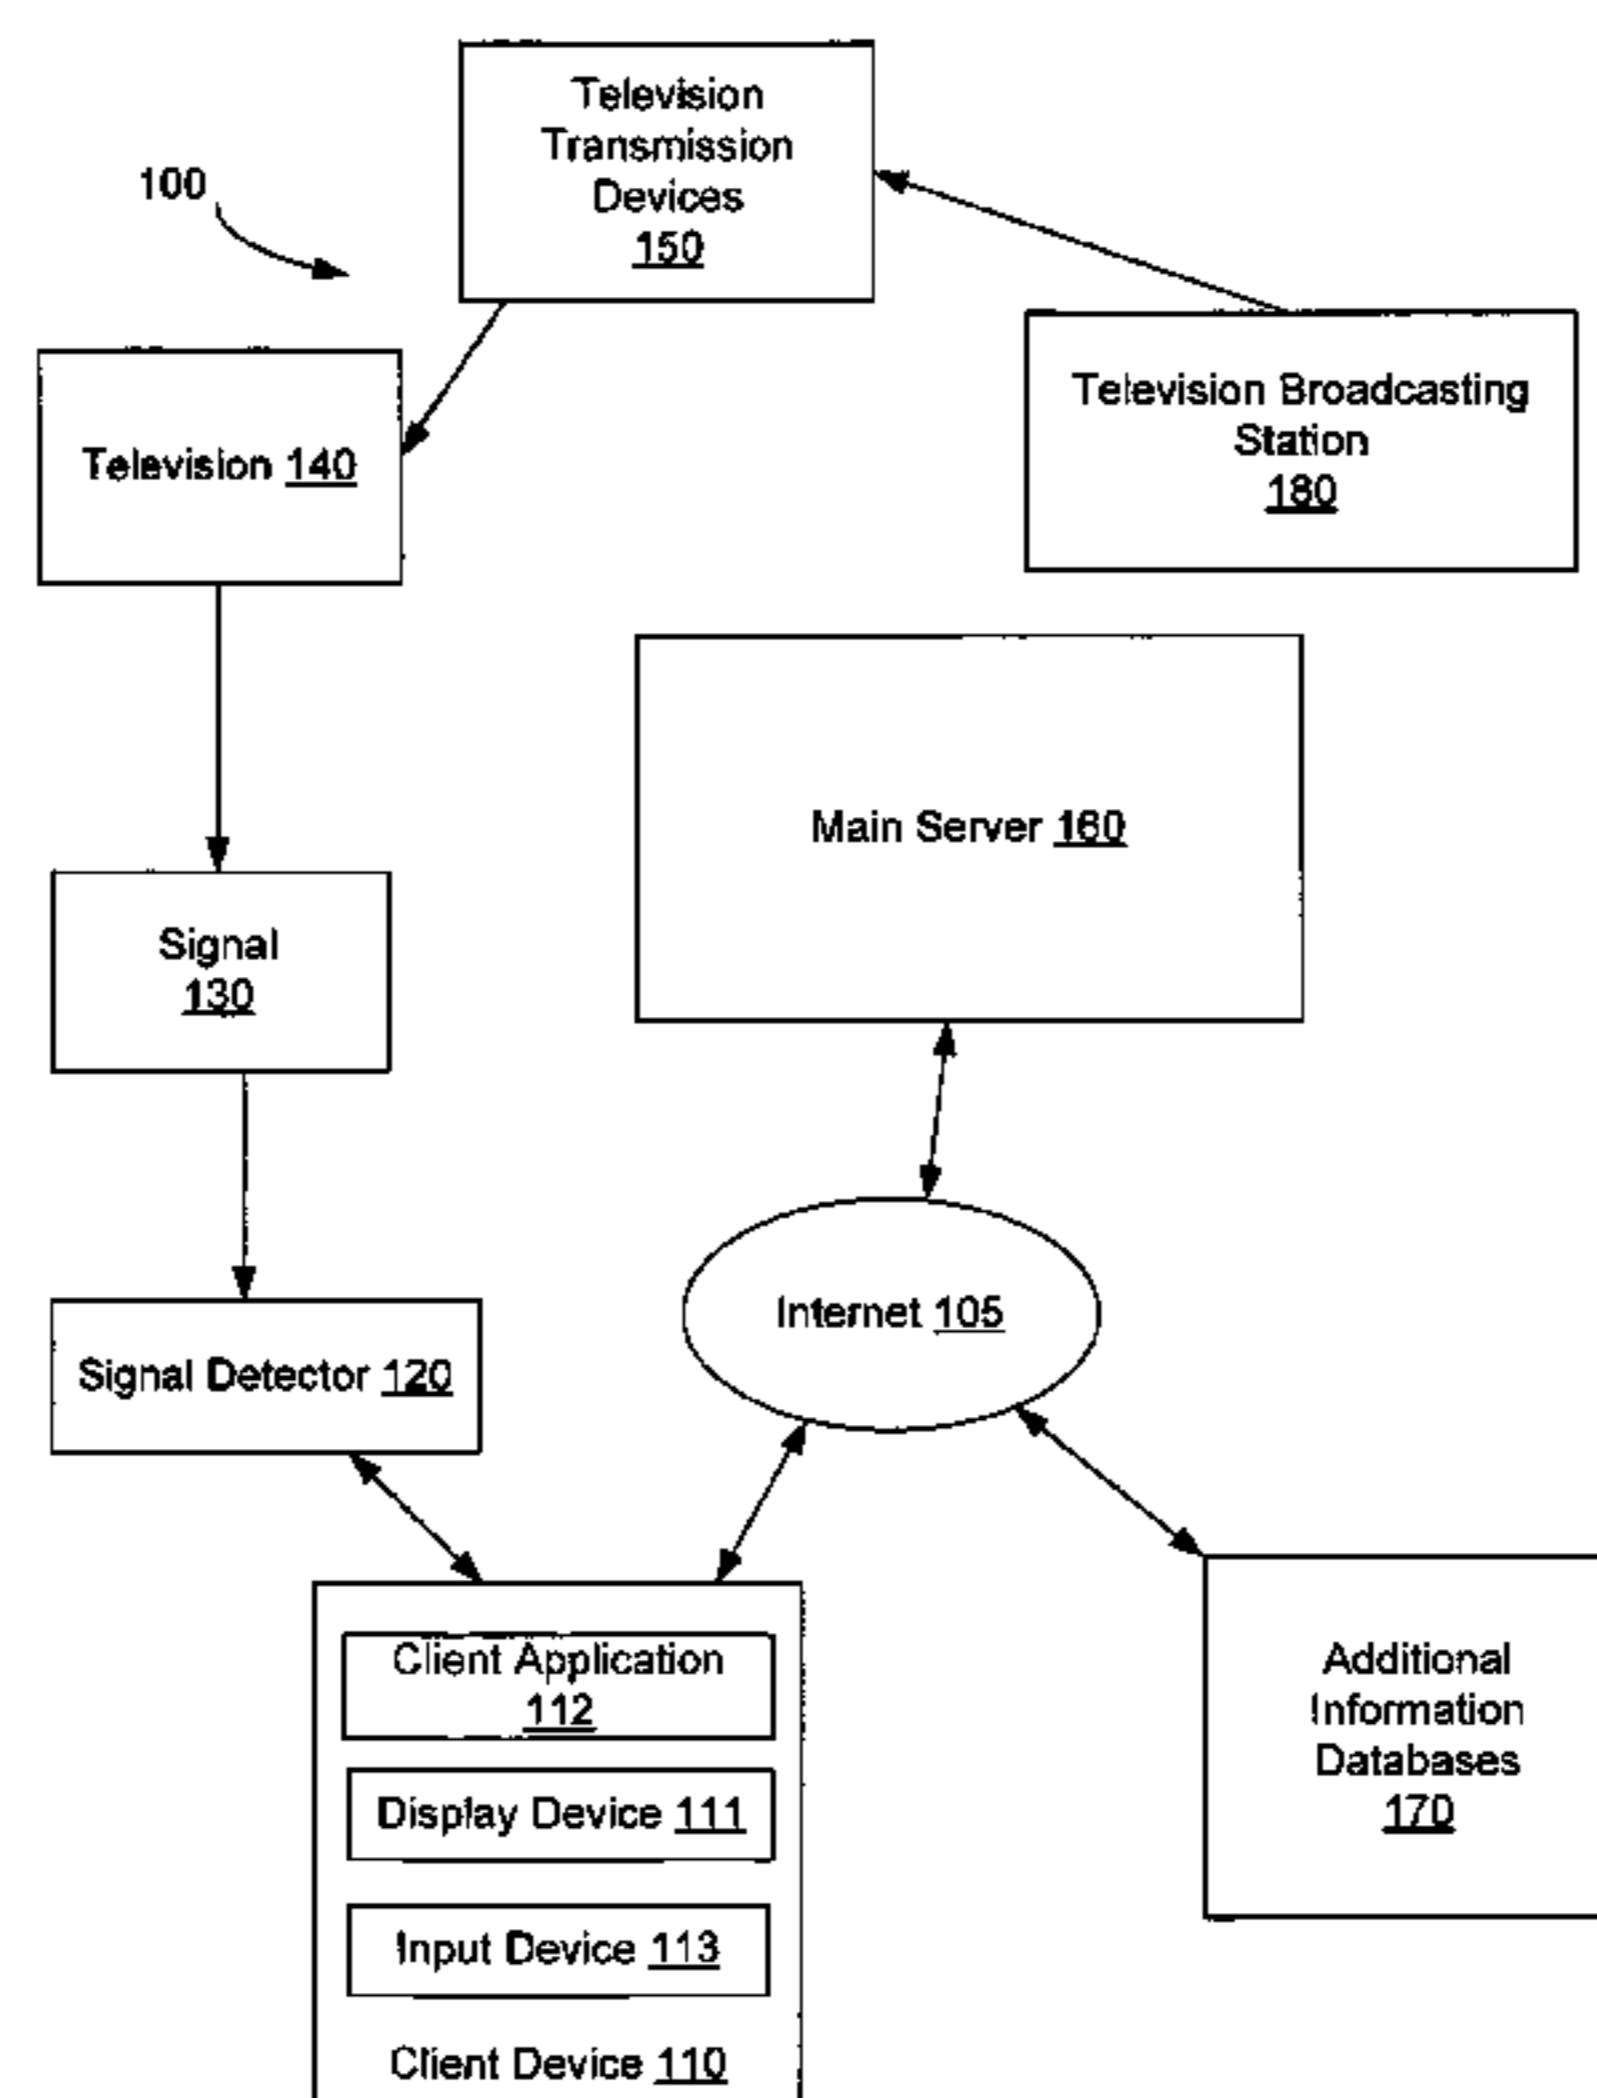 Television
Transmission
Devices
150
100
Television Broadcasting
Station
180
Television 140
Main Server 160
Signal
130
Internet 105
Signal Detector 120
Client Application
112
Display Device 111
Input Device 113
Client Device 110
Additional
Information
Databases
170